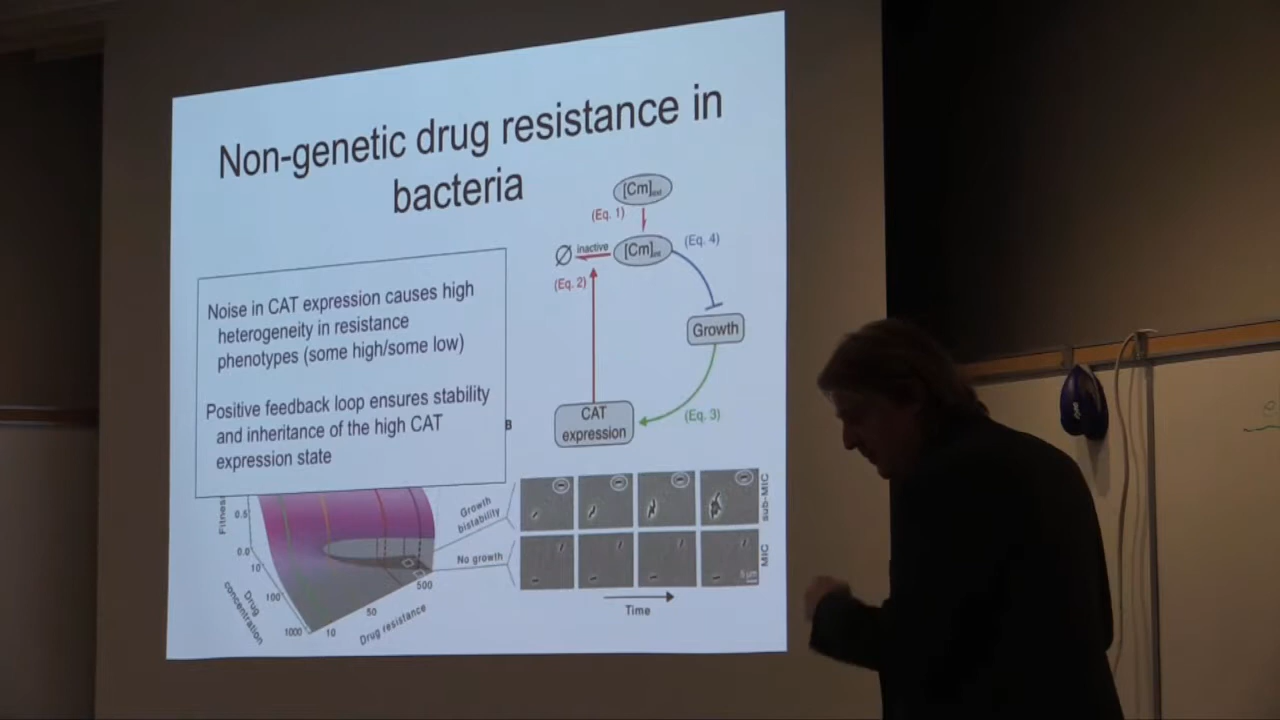 Non-genetic drug resistance in
bacteria
[Cm]ext
(Eq. 1)
inactive
[Cm]int
(Eq. 4)
Ø
(Eq. 2)
Noise in CAT expression causes high
heterogeneity in resistance
phenotypes (some high/some low)
Positive feedback loop ensures stability
and inheritance of the high CAT
expression state
Growth
CAT
expression
(Eq. 3)
B
Fitness
0.5
0.0
10
100
1000
Drug
concentration
10
50
500
Drug resistance
Growth
bistability
No growth
sub-MIC
MIC
5 µm
Time